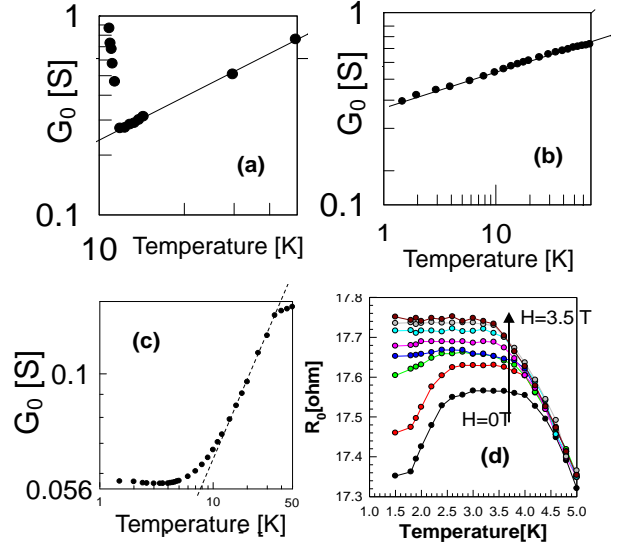 1
G₀ [S]
(a)
0.1
10
Temperature [K]
K
1
G₀ [S]
(b)
0.1
1
10
Temperature [K]
K
(c)
G₀ [S]
0.1
0.056
1
10
50
Temperature [K]
17.8
17.7
17.6
17.5
17.4
17.3
R₀[ohm]
H=3.5 T
H=0T
(d)
1.0 1.5 2.0 2.5 3.0 3.5 4.0 4.5 5.0
Temperature[K]